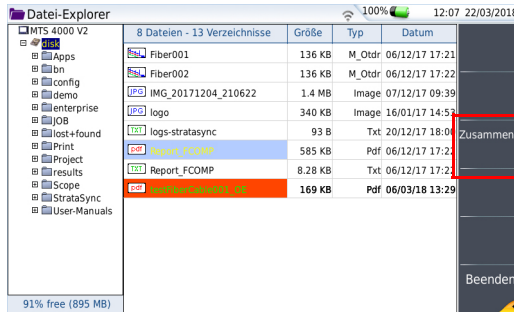 Datei-Explorer 100% 12:07 22/03/2018
MTS 4000 V2
disk
Apps
bn
config
demo
enterprise
JOB
lost+found
Print
Project
results
Scope
StrataSync
User-Manuals
91% free (895 MB)
8 Dateien - 13 Verzeichnisse Größe Typ Datum
Fiber001 136 KB M_Otdr 06/12/17 17:21
Fiber002 136 KB M_Otdr 06/12/17 17:22
JPG IMG_20171204_210622 1.4 MB Image 07/12/17 09:39
JPG logo 340 KB Image 16/01/17 14:53
TXT logs-stratasync 93 B Txt 20/12/17 18:00
pdf Report_FCOMP 585 KB Pdf 06/12/17 17:22
TXT Report_FCOMP 8.28 KB Txt 06/12/17 17:22
pdf testFiberCable001_OE 169 KB Pdf 06/03/18 13:29
Zusammen
Beenden